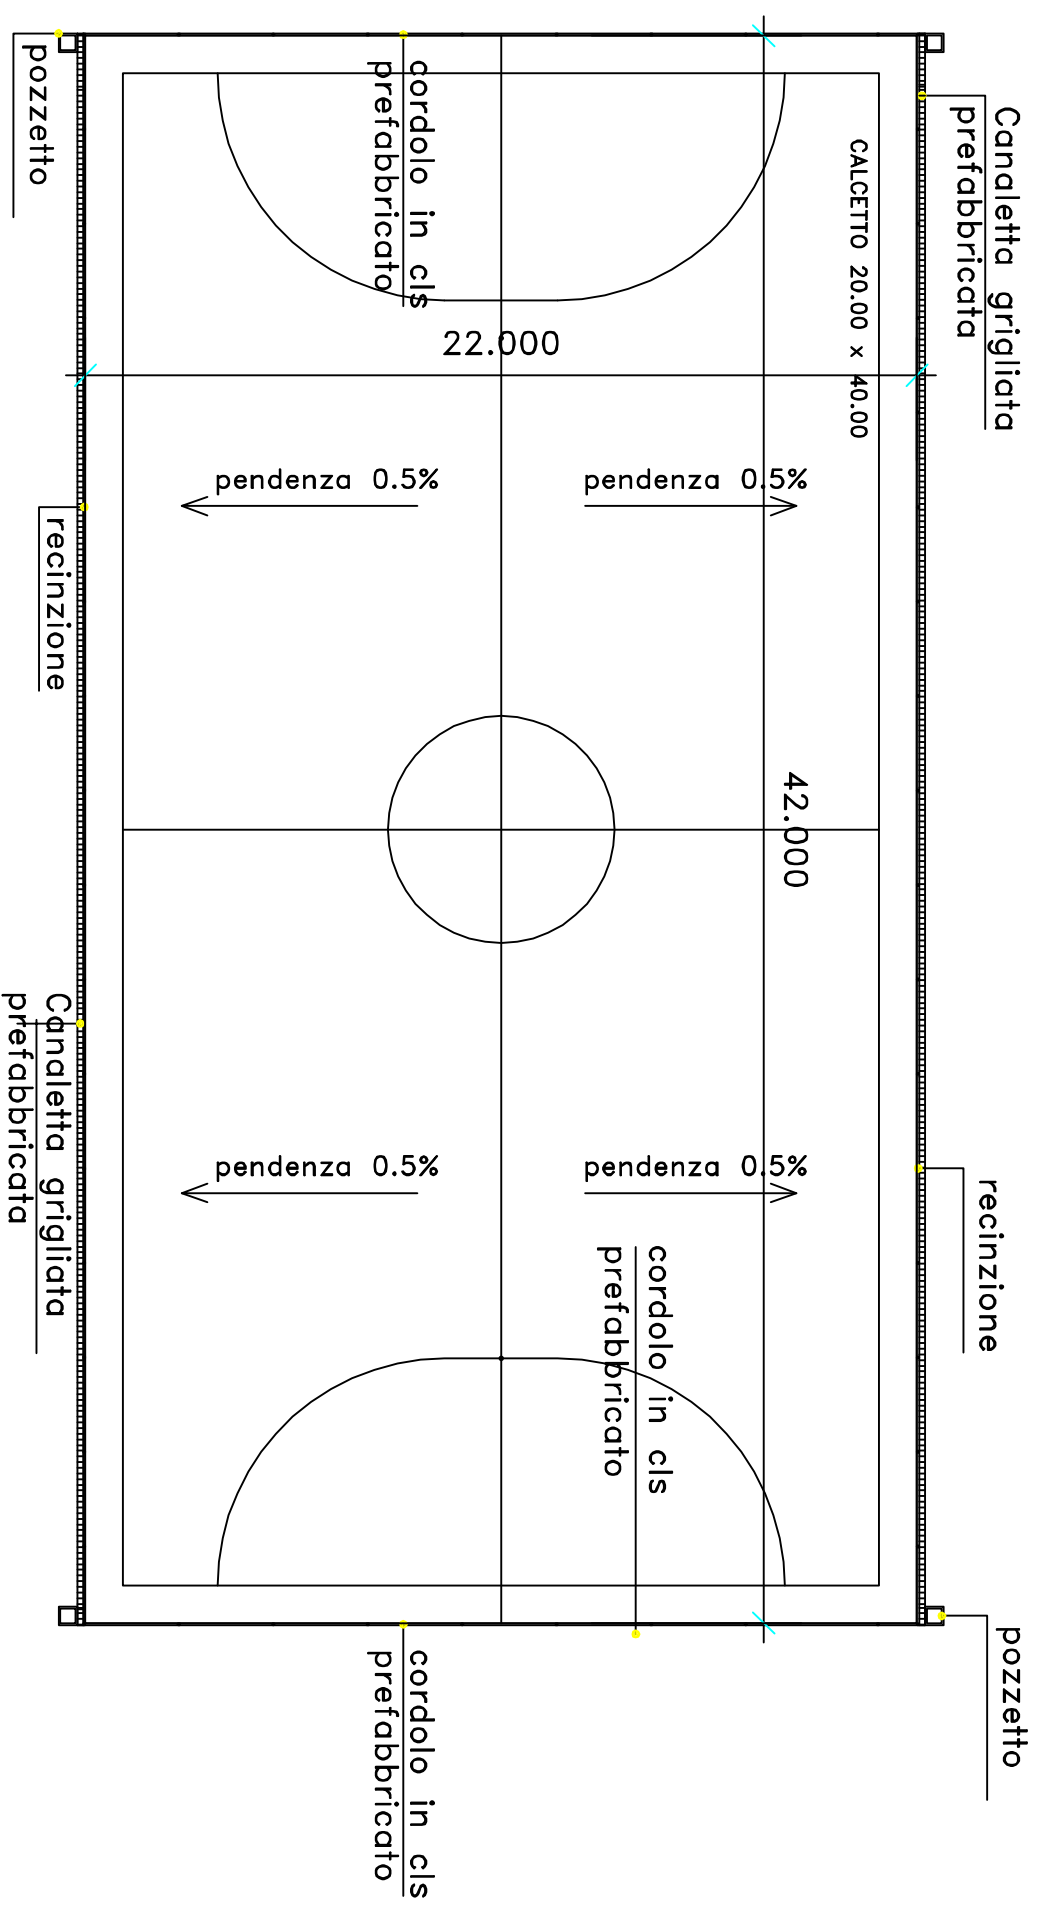 pozzetto
cordolo in cls
prefabbricato
Canaletta grigliata
prefabbricata
CALCETTO 20.00 x 40.00
22.000
pendenza 0.5%
pendenza 0.5%
recinzione
42.000
Canaletta grigliata
prefabbricata
pendenza 0.5%
pendenza 0.5%
recinzione
cordolo in cls
prefabbricato
pozzetto
cordolo in cls
prefabbricato